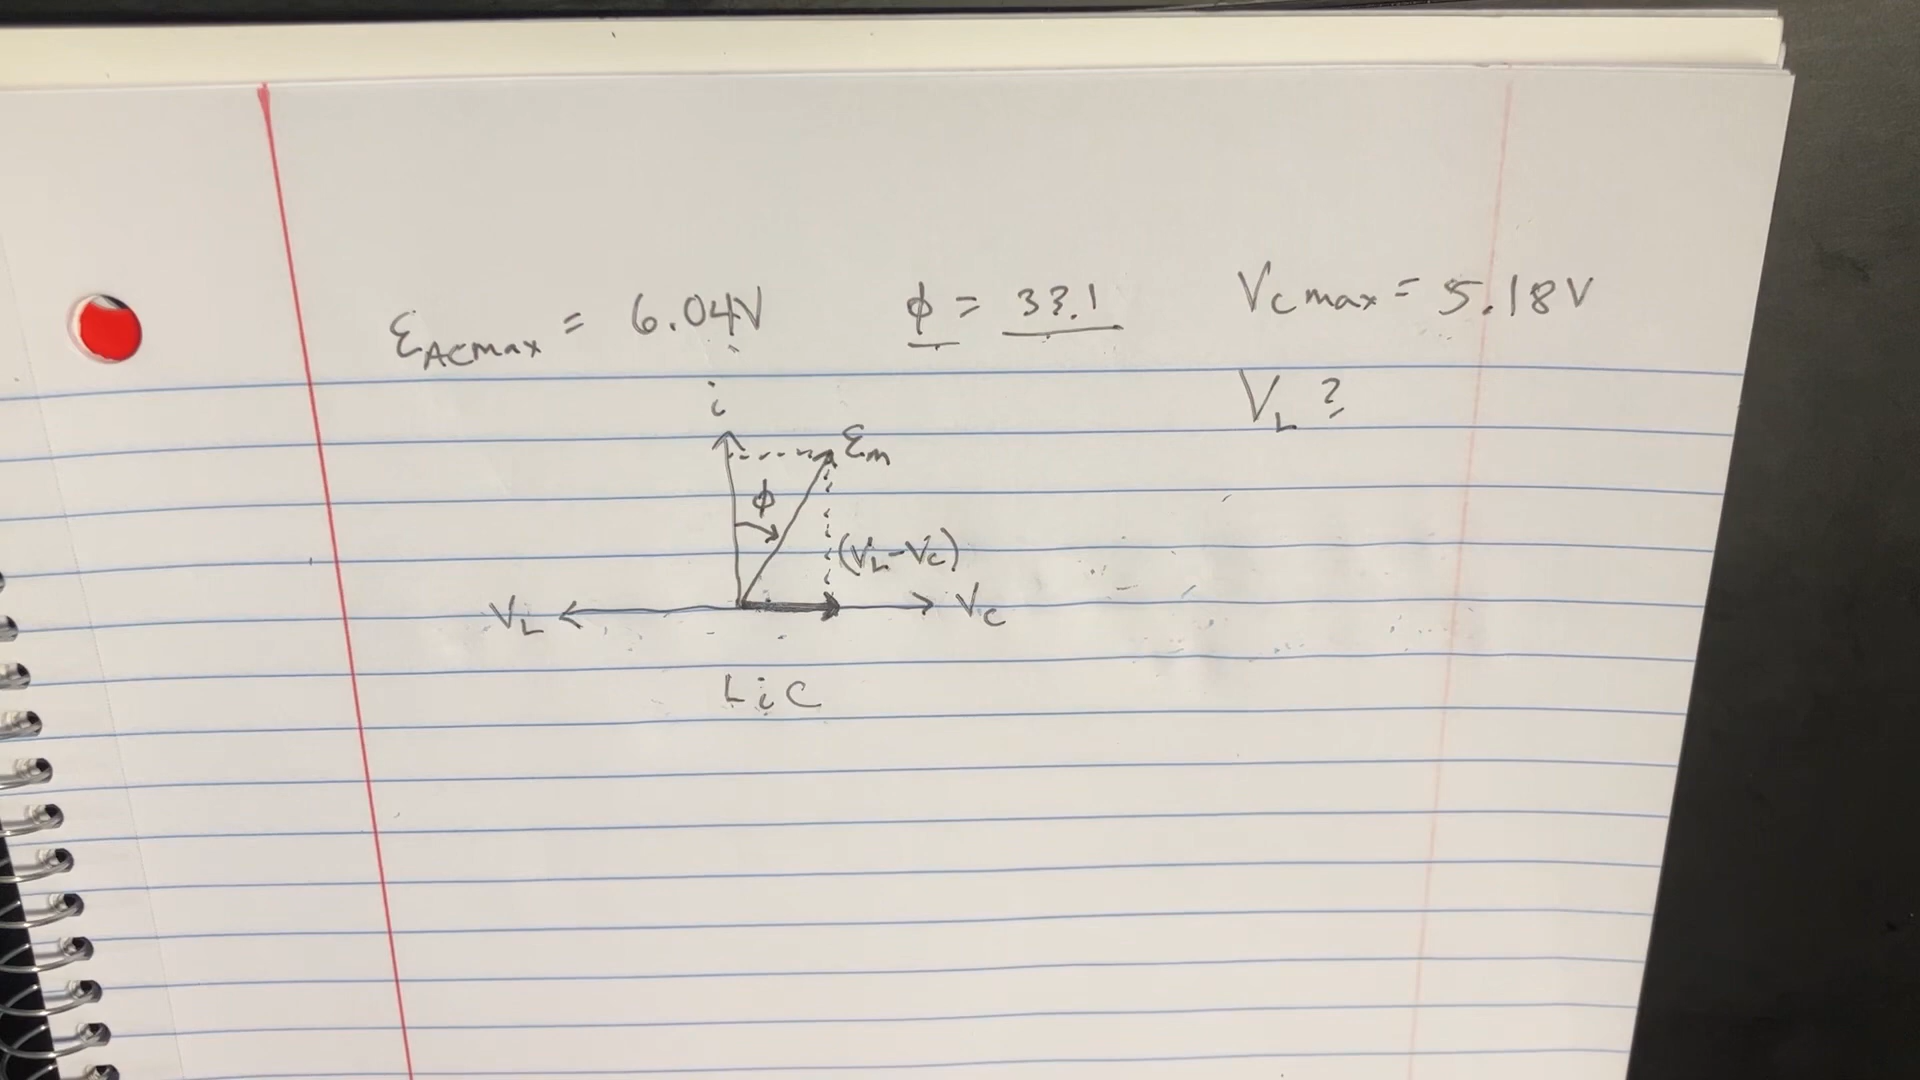 εACmax = 6.04V ϕ = 33.1 VCmax = 5.18V
i VL?
εm
ϕ
(VL-VC)
VL VC
LiC